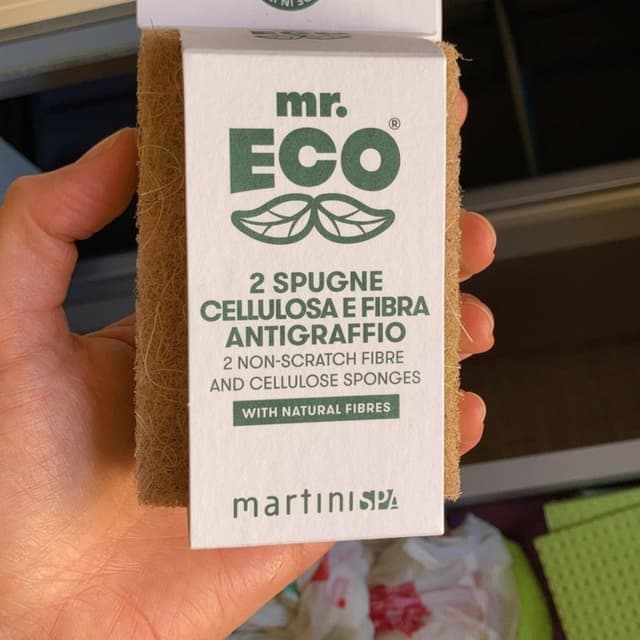 mr.
ECO®
2 SPUGNE
CELLULOSA E FIBRA
ANTIGRAFFIO
2 NON-SCRATCH FIBRE
AND CELLULOSE SPONGES
WITH NATURAL FIBRES
martiniSPA